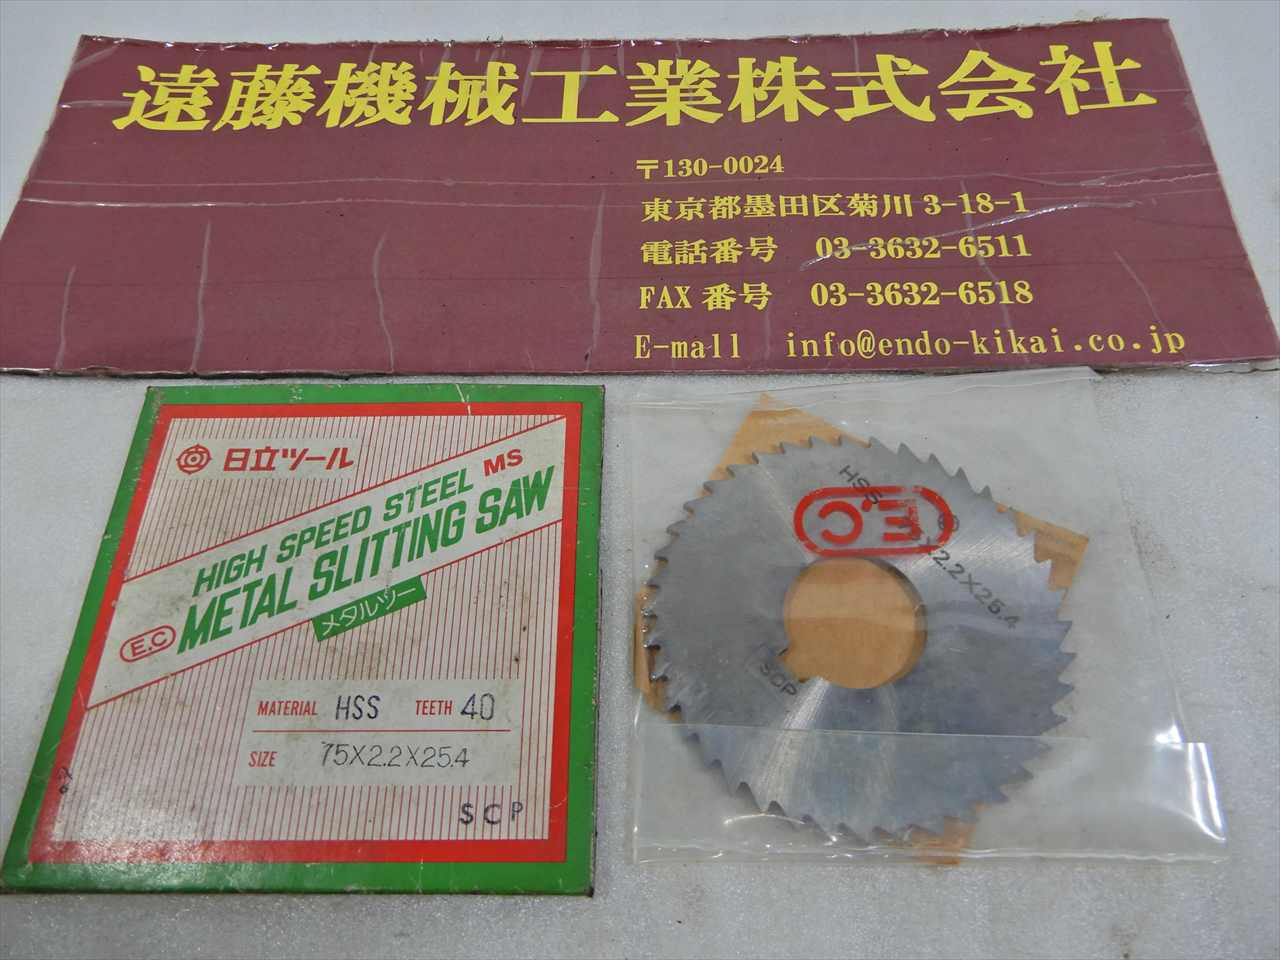 遠藤機械工業株式会社
〒130-0024
東京都墨田区菊川 3-18-1
電話番号 03-3632-6511
FAX 番号 03-3632-6518
E-mall info@endo-kikai.co.jp
日立ツール
HIGH SPEED STEEL MS
E.C METAL SLITTING SAW
メタルソー
MATERIAL HSS TEETH 40
SIZE 75X2.2X25.4
SCP
HSS
E.C
X2.2X25.4
SCP